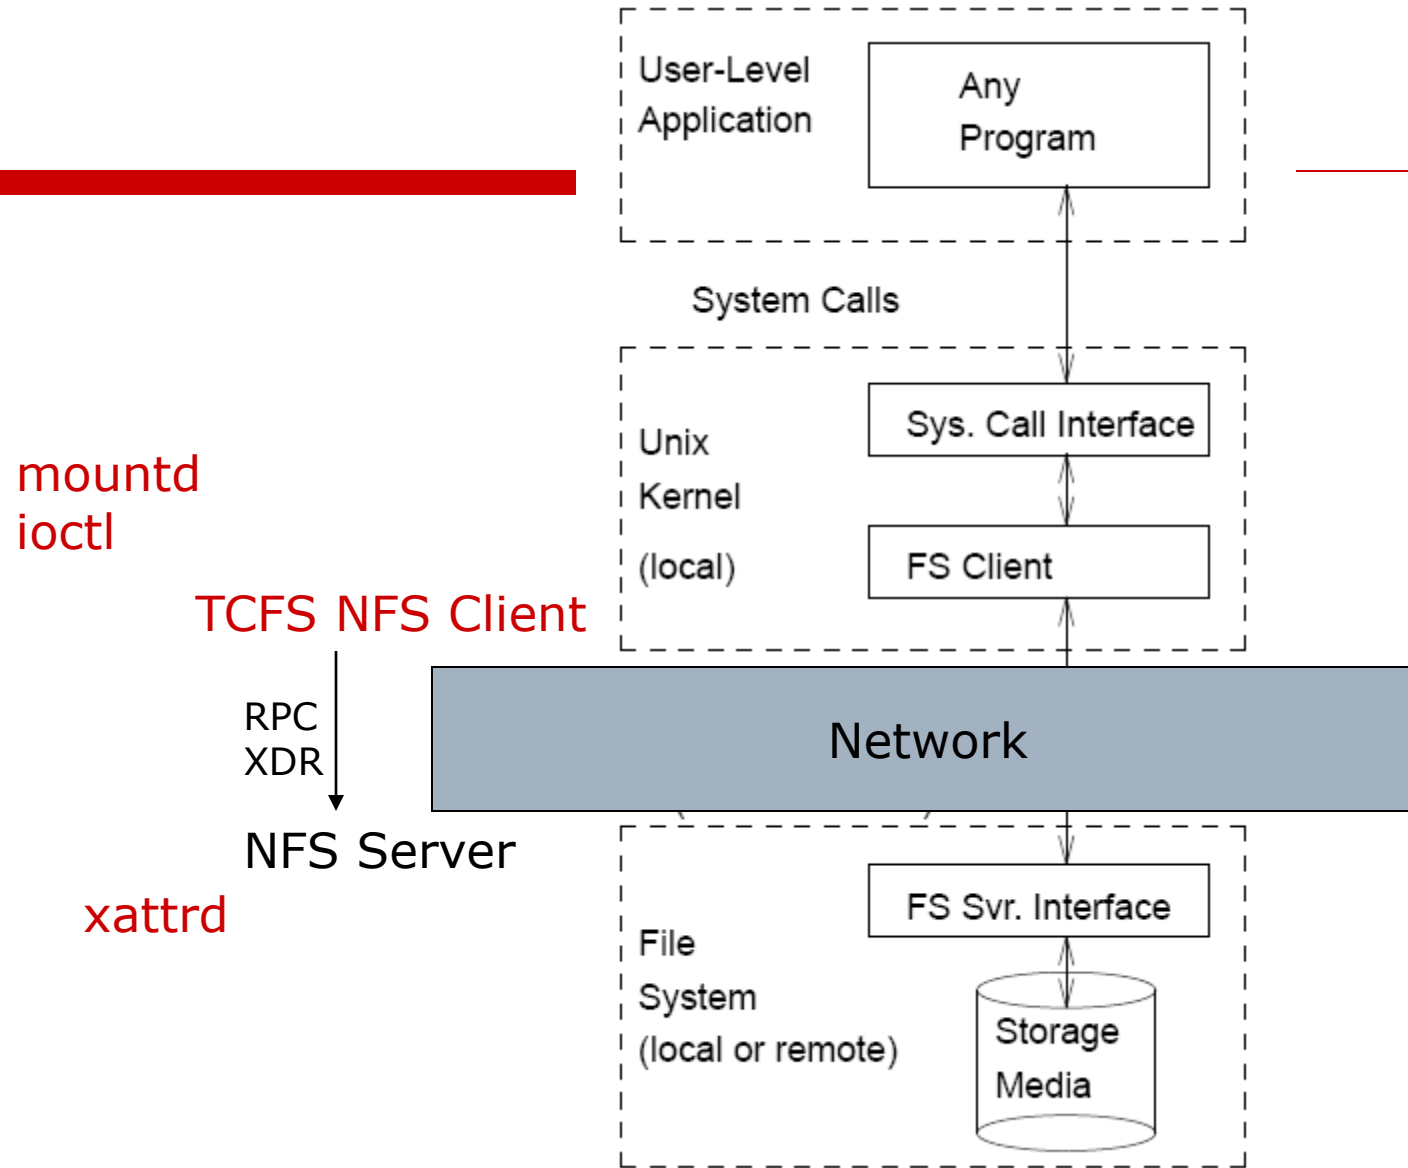 User-Level
Application
Any
Program
System Calls
Sys. Call Interface
Unix
Kernel
(local)
FS Client
mountd
ioctl
TCFS NFS Client
RPC
XDR
Network
NFS Server
xattrd
FS Svr. Interface
File
System
(local or remote)
Storage
Media